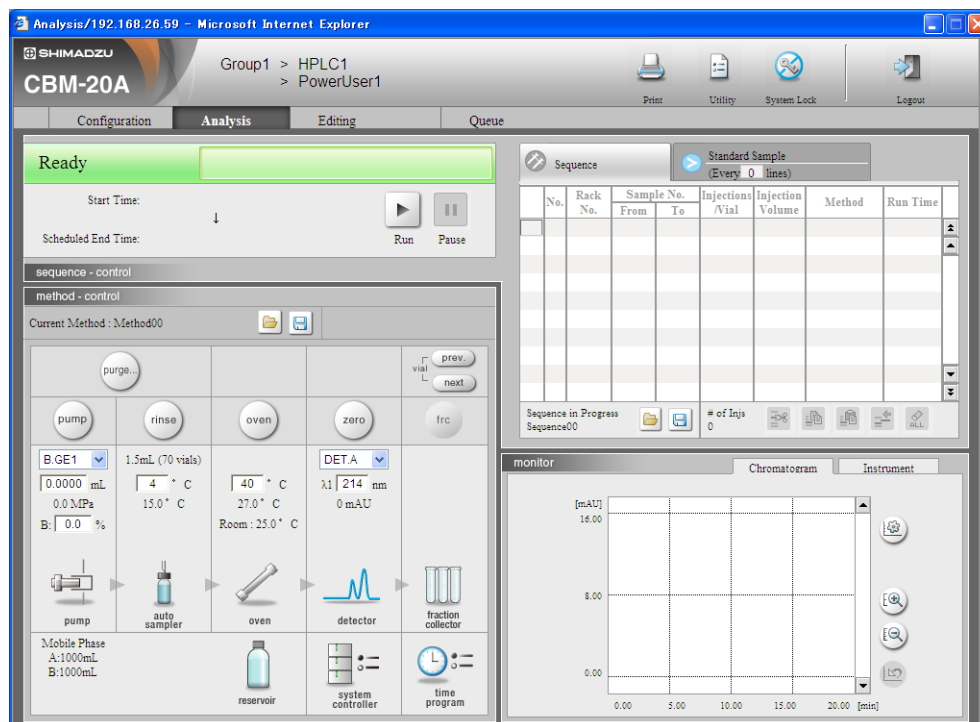 Analysis/192.168.26.59 - Microsoft Internet Explorer
SHIMADZU
CBM-20A
Group1 > HPLC1
> PowerUser1
Print
Utility
System Lock
Logout
Configuration
Analysis
Editing
Queue
Ready
Start Time:
↓
Scheduled End Time:
Run
Pause
sequence - control
method - control
Current Method : Method00
purge...
vial
prev.
next
pump
rinse
oven
zero
frc
B.GE1
1.5mL (70 vials)
DET.A
0.0000 mL
4 ° C
40 ° C
λ1 214 nm
0.0 MPa
15.0° C
27.0° C
0 mAU
B: 0.0 %
Room : 25.0° C
pump
auto
sampler
oven
detector
fraction
collector
Mobile Phase
A:1000mL
B:1000mL
reservoir
system
controller
time
program
Sequence
Standard Sample
(Every 0 lines)
No.
Rack
No.
Sample No.
From
To
Injections
/Vial
Injection
Volume
Method
Run Time
Sequence in Progress
Sequence00
# of Injs
0
ALL
monitor
Chromatogram
Instrument
[mAU]
16.00
8.00
0.00
0.00 5.00 10.00 15.00 20.00 [min]